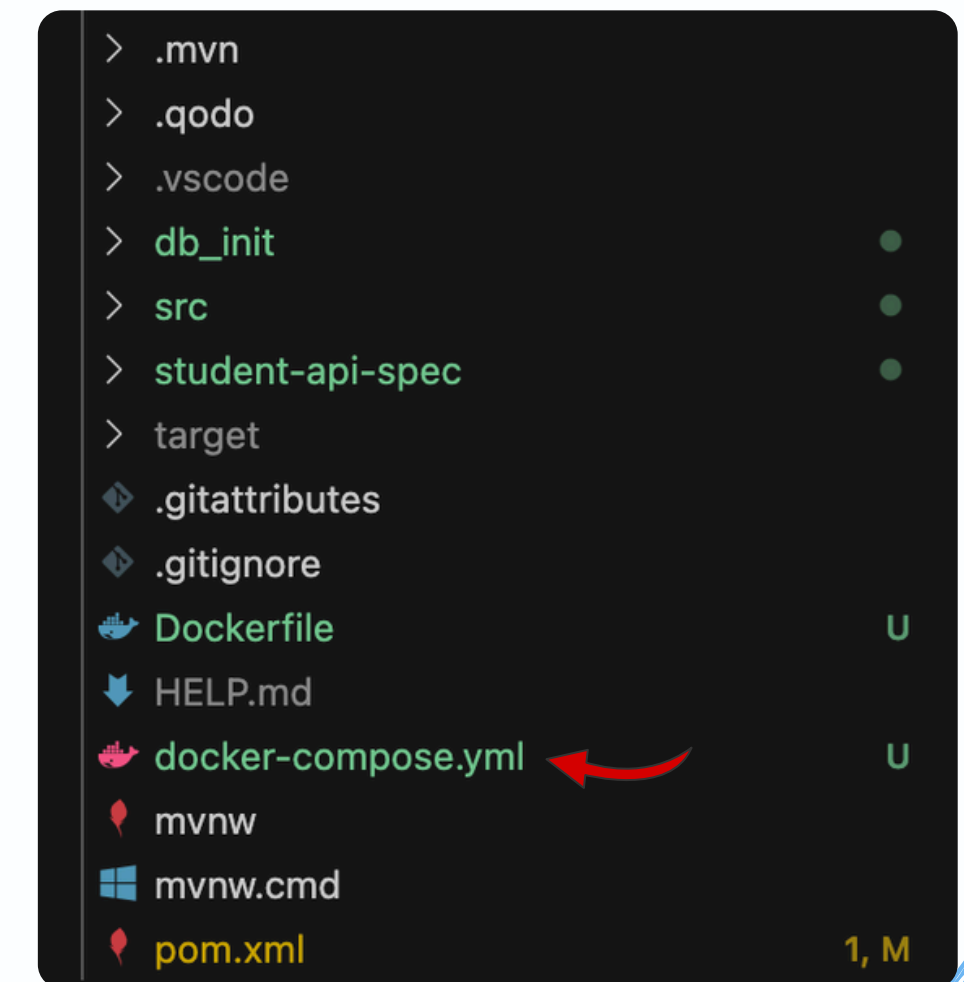 .mvn
.qodo
.vscode
db_init
src
student-api-spec
target
.gitattributes
.gitignore
Dockerfile U
HELP.md
docker-compose.yml U
mvnw
mvnw.cmd
pom.xml 1, M